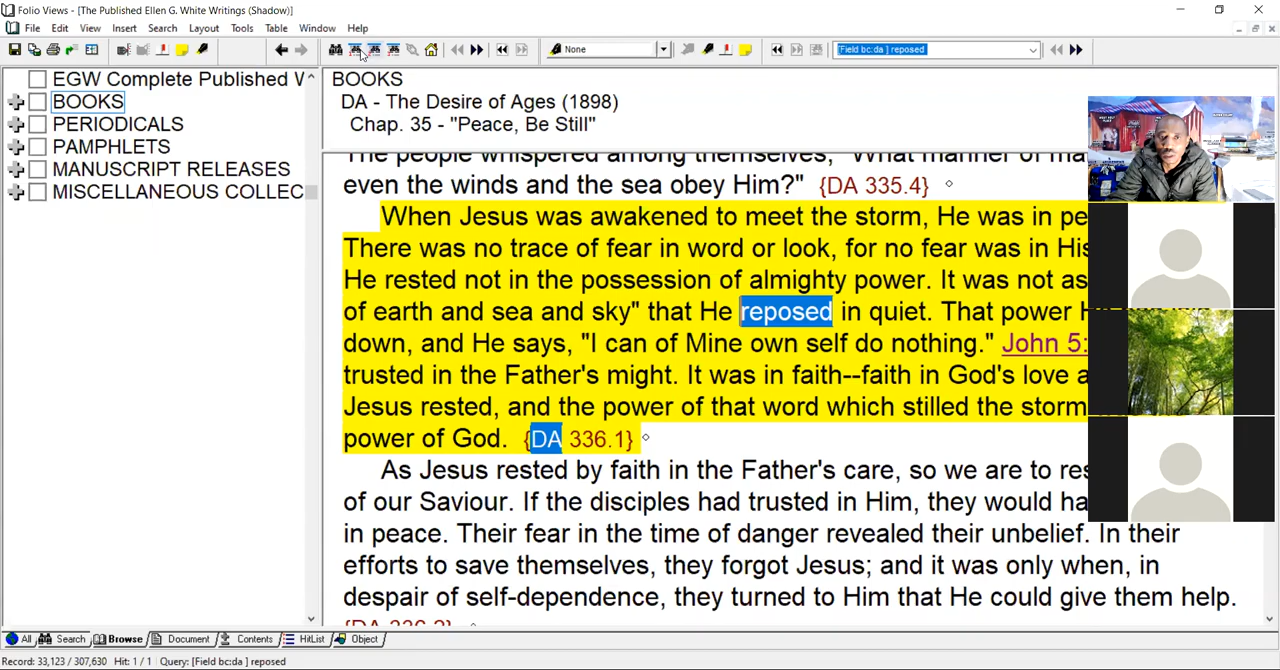 Folio Views - [The Published Ellen G. White Writings (Shadow)]
File Edit View Insert Search Layout Tools Table Window Help
None
[Field bc:da ] reposed
EGW Complete Published W
BOOKS
PERIODICALS
PAMPHLETS
MANUSCRIPT RELEASES
MISCELLANEOUS COLLEC
BOOKS
DA - The Desire of Ages (1898)
Chap. 35 - "Peace, Be Still"
The people whispered among themselves, "What manner of ma
even the winds and the sea obey Him?" {DA 335.4}
When Jesus was awakened to meet the storm, He was in pe
There was no trace of fear in word or look, for no fear was in His
He rested not in the possession of almighty power. It was not as
of earth and sea and sky" that He reposed in quiet. That power H
down, and He says, "I can of Mine own self do nothing." John 5:
trusted in the Father's might. It was in faith--faith in God's love a
Jesus rested, and the power of that word which stilled the storm
power of God. {DA 336.1}
As Jesus rested by faith in the Father's care, so we are to res
of our Saviour. If the disciples had trusted in Him, they would ha
in peace. Their fear in the time of danger revealed their unbelief. In their
efforts to save themselves, they forgot Jesus; and it was only when, in
despair of self-dependence, they turned to Him that He could give them help.
{DA 336.2}
All Search Browse Document Contents HitList Object
Record: 33,123 / 307,630 Hit: 1 / 1 Query: [Field bc:da ] reposed